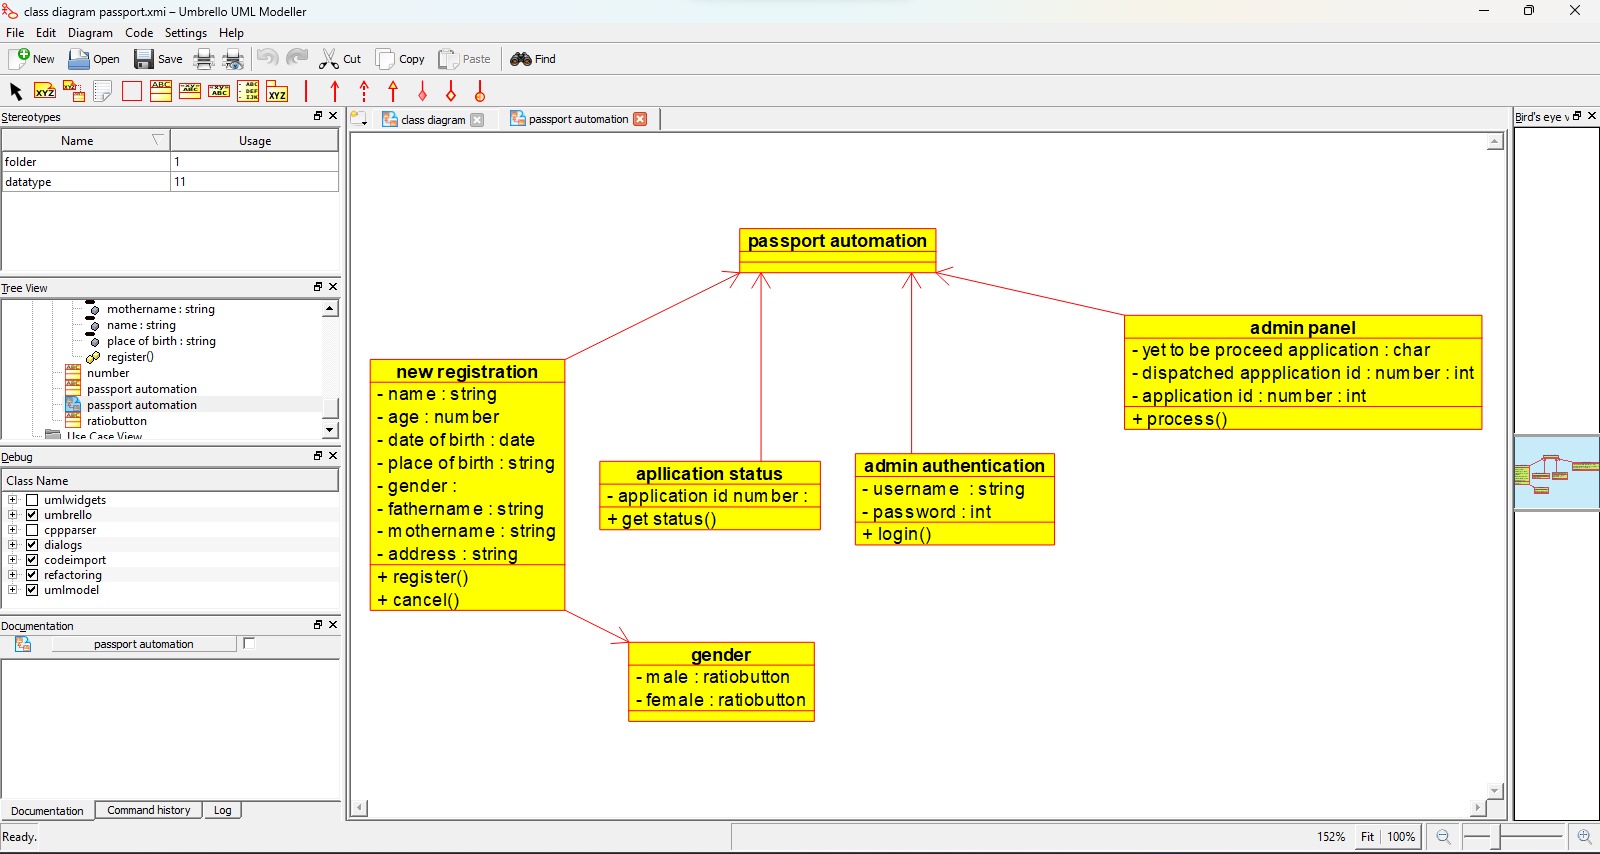 class diagram passport.xmi – Umbrello UML Modeller
File Edit Diagram Code Settings Help
New Open Save Cut Copy Paste Find
Stereotypes
Name Usage
folder 1
datatype 11
Tree View
mothername : string
name : string
place of birth : string
register()
number
passport automation
passport automation
ratiobutton
Use Case View
Debug
Class Name
umlwidgets
umbrello
cppparser
dialogs
codeimport
refactoring
umlmodel
Documentation
passport automation
Documentation Command history Log
Ready.
class diagram passport automation
passport automation
new registration
- name : string
- age : number
- date of birth : date
- place of birth : string
- gender :
- fathername : string
- mothername : string
- address : string
+ register()
+ cancel()
apllication status
- application id number :
+ get status()
admin authentication
- username : string
- password : int
+ login()
admin panel
- yet to be proceed application : char
- dispatched appplication id : number : int
- application id : number : int
+ process()
gender
- male : ratiobutton
- female : ratiobutton
Bird's eye v
152% Fit 100%